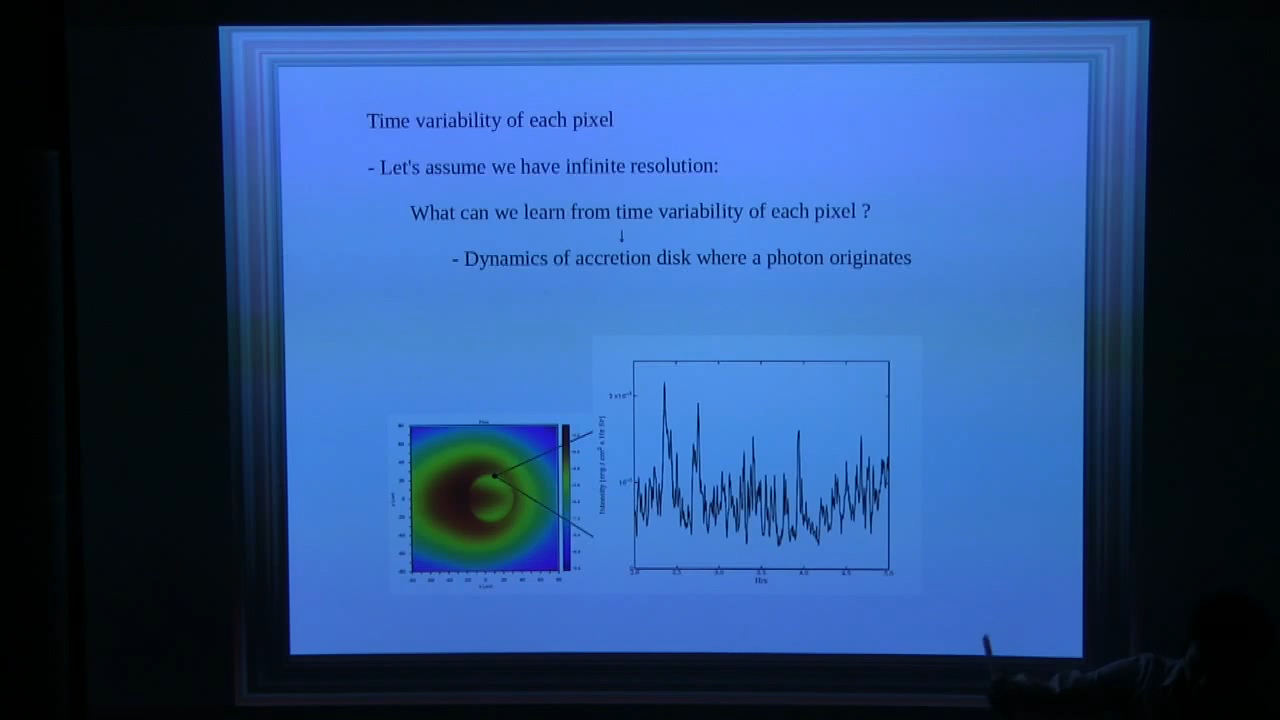 Time variability of each pixel
- Let's assume we have infinite resolution:
What can we learn from time variability of each pixel ?
↓
- Dynamics of accretion disk where a photon originates
Hrs